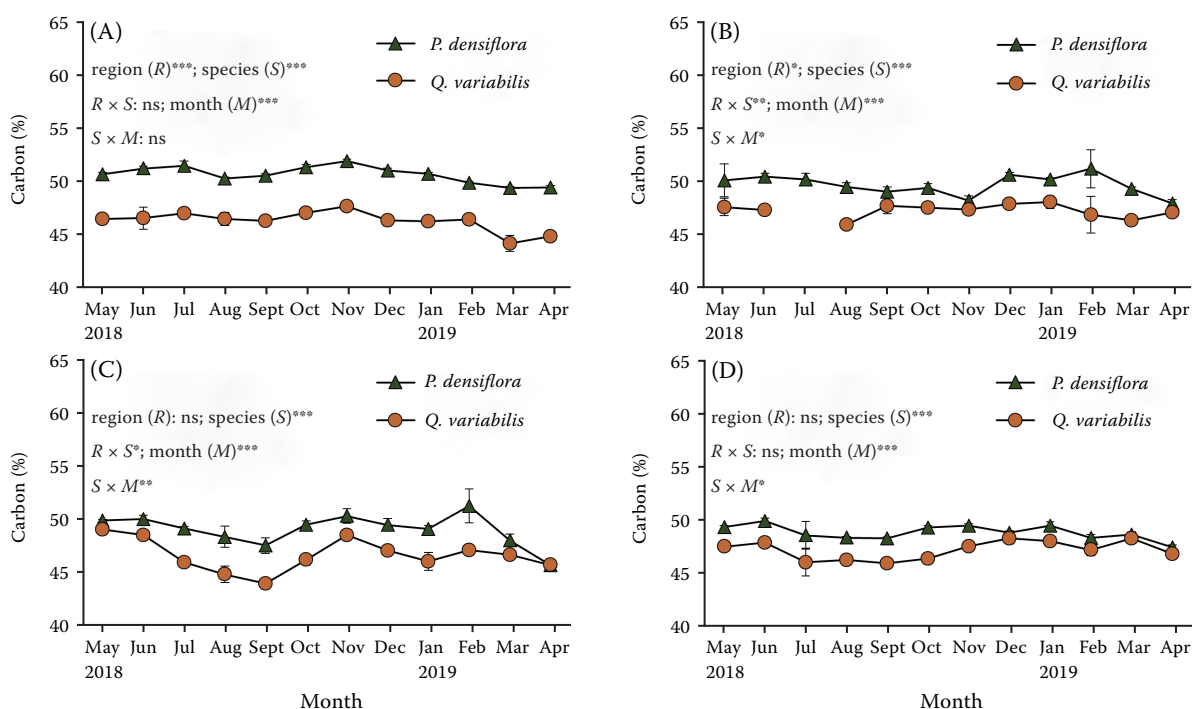 (A)
P. densiflora
Q. variabilis
region (R)***; species (S)***
R × S: ns; month (M)***
S × M: ns
Carbon (%)
65
60
55
50
45
40
May Jun Jul Aug Sept Oct Nov Dec Jan Feb Mar Apr
2018 2019
(B)
P. densiflora
Q. variabilis
region (R)*; species (S)***
R × S**; month (M)***
S × M*
Carbon (%)
65
60
55
50
45
40
May Jun Jul Aug Sept Oct Nov Dec Jan Feb Mar Apr
2018 2019
(C)
P. densiflora
Q. variabilis
region (R): ns; species (S)***
R × S*; month (M)***
S × M**
Carbon (%)
65
60
55
50
45
40
May Jun Jul Aug Sept Oct Nov Dec Jan Feb Mar Apr
2018 2019
Month
(D)
P. densiflora
Q. variabilis
region (R): ns; species (S)***
R × S: ns; month (M)***
S × M*
Carbon (%)
65
60
55
50
45
40
May Jun Jul Aug Sept Oct Nov Dec Jan Feb Mar Apr
2018 2019
Month